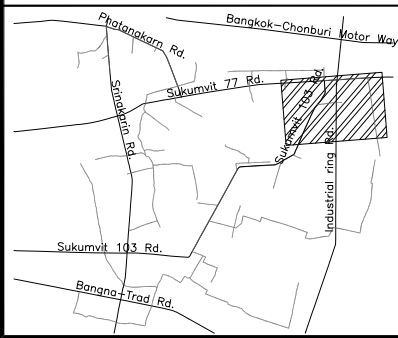 Phatanakarn Rd.
Bangkok-Chonburi Motor Way
Sukumvit 77 Rd.
Sukumvit 103 Rd.
Srinakarin Rd.
Industrial ring Rd.
Sukumvit 103 Rd.
Bangna-Trad Rd.